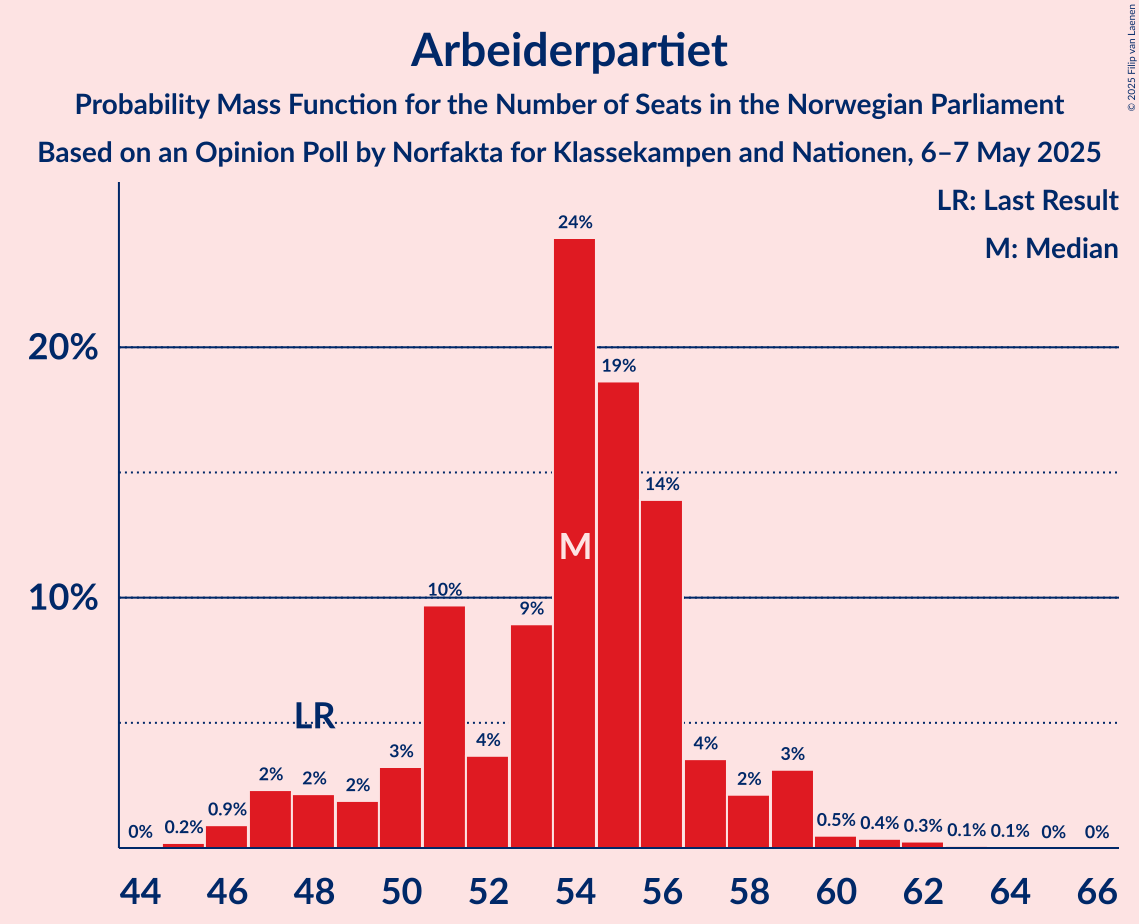 Arbeiderpartiet
Probability Mass Function for the Number of Seats in the Norwegian Parliament
Based on an Opinion Poll by Norfakta for Klassekampen and Nationen, 6–7 May 2025
© 2025 Filip van Laenen
LR: Last Result
M: Median
20%
10%
0% 0.2% 0.9% 2% 2% 2% 3% 10% 4% 9% 24% 19% 14% 4% 2% 3% 0.5% 0.4% 0.3% 0.1% 0.1% 0% 0%
LR
M
44 46 48 50 52 54 56 58 60 62 64 66